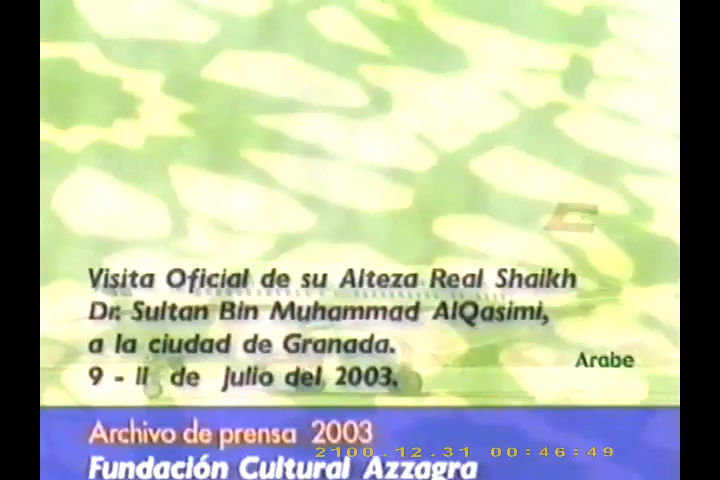 Visita Oficial de su Alteza Real Shaikh
Dr. Sultan Bin Muhammad AlQasimi,
a la ciudad de Granada.
9 - 11 de Julio del 2003.
Arabe
Archivo de prensa 2003
2100.12.31 00:46:49
Fundación Cultural Azzagra